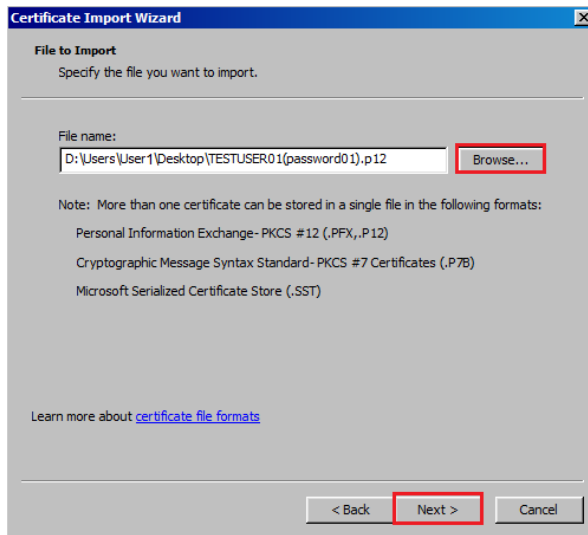 Certificate Import Wizard
File to Import
Specify the file you want to import.
File name:
D:\Users\User1\Desktop\TESTUSER01(password01).p12
Browse...
Note:  More than one certificate can be stored in a single file in the following formats:
Personal Information Exchange- PKCS #12 (.PFX,.P12)
Cryptographic Message Syntax Standard- PKCS #7 Certificates (.P7B)
Microsoft Serialized Certificate Store (.SST)
Learn more about certificate file formats
< Back
Next >
Cancel